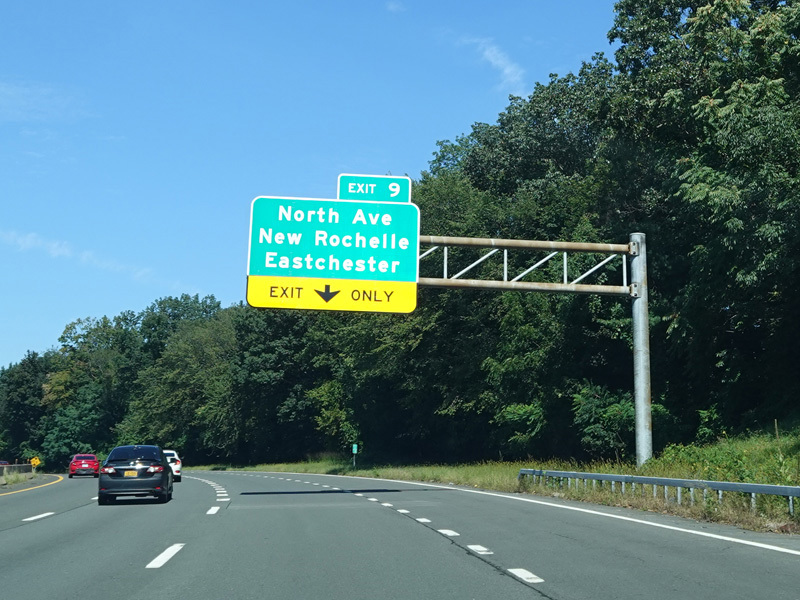 EXIT 9
North Ave
New Rochelle
Eastchester
EXIT ONLY